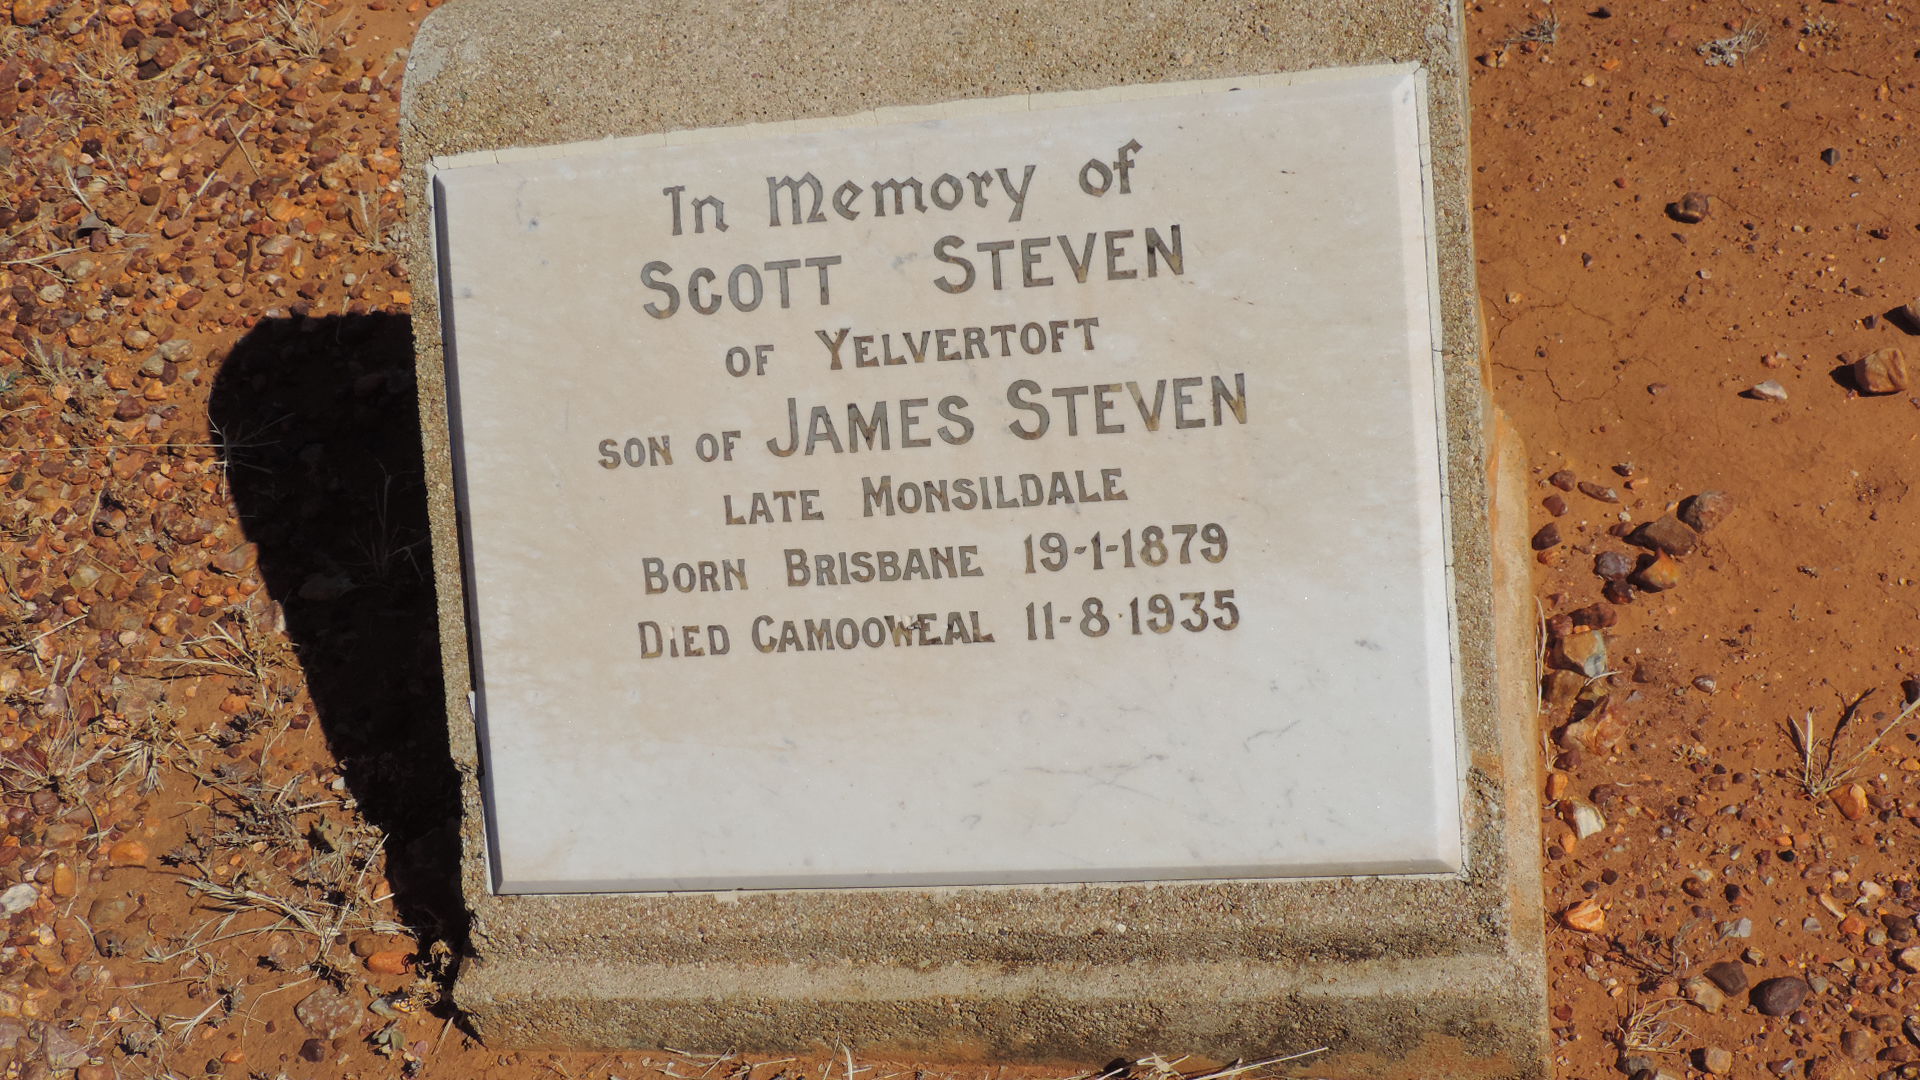 In Memory of
SCOTT STEVEN
OF YELVERTOFT
SON OF JAMES STEVEN
LATE MONSILDALE
BORN BRISBANE 19-1-1879
DIED CAMOOWEAL 11-8-1935